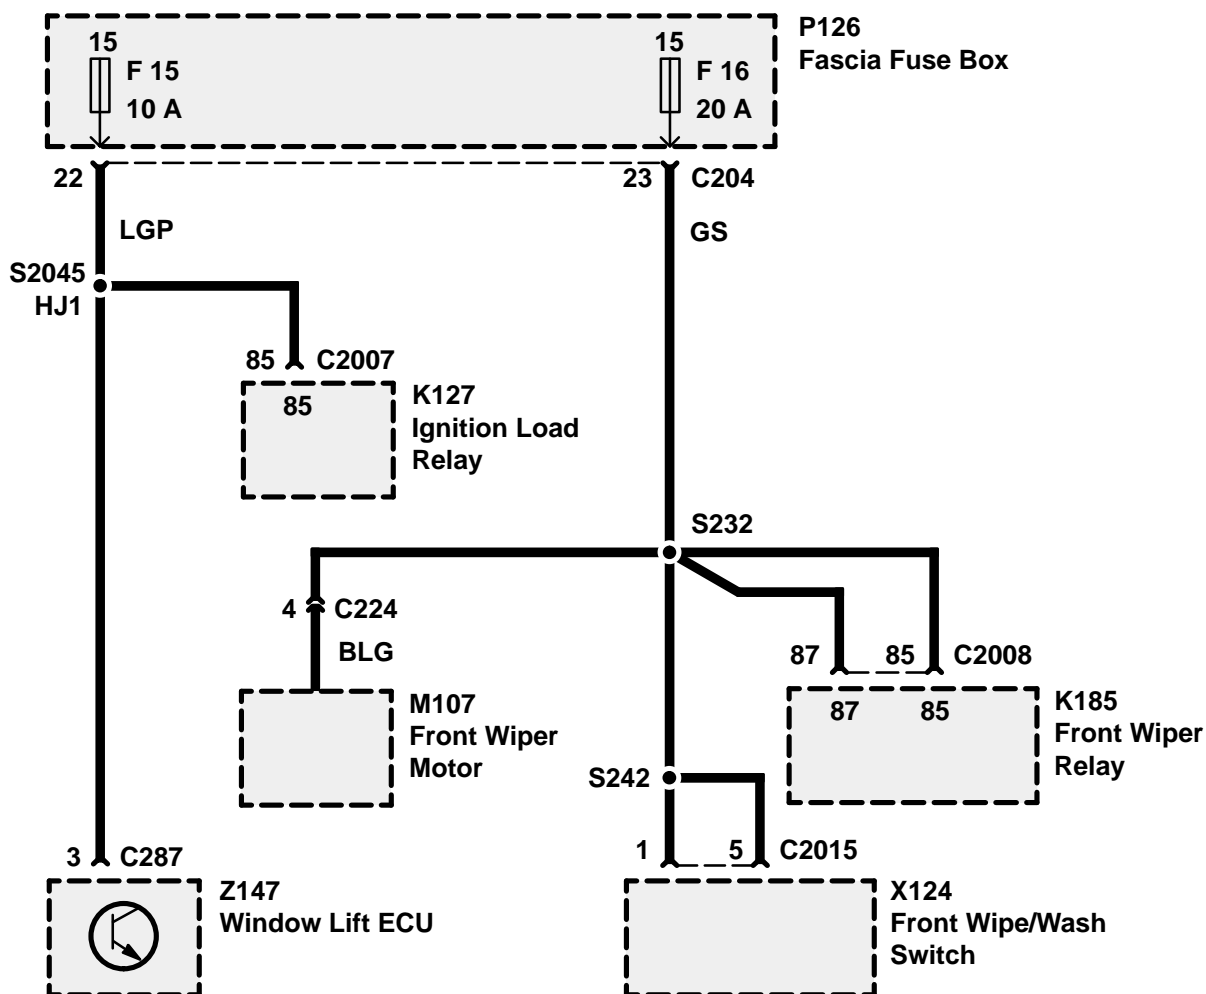 P126
Fascia Fuse Box
15
F 15
10 A
15
F 16
20 A
22
23
C204
LGP
GS
S2045
HJ1
85
C2007
85
K127
Ignition Load
Relay
S232
4
C224
BLG
87
85
C2008
87
85
K185
Front Wiper
Relay
M107
Front Wiper
Motor
S242
3
C287
1
5
C2015
Z147
Window Lift ECU
X124
Front Wipe/Wash
Switch